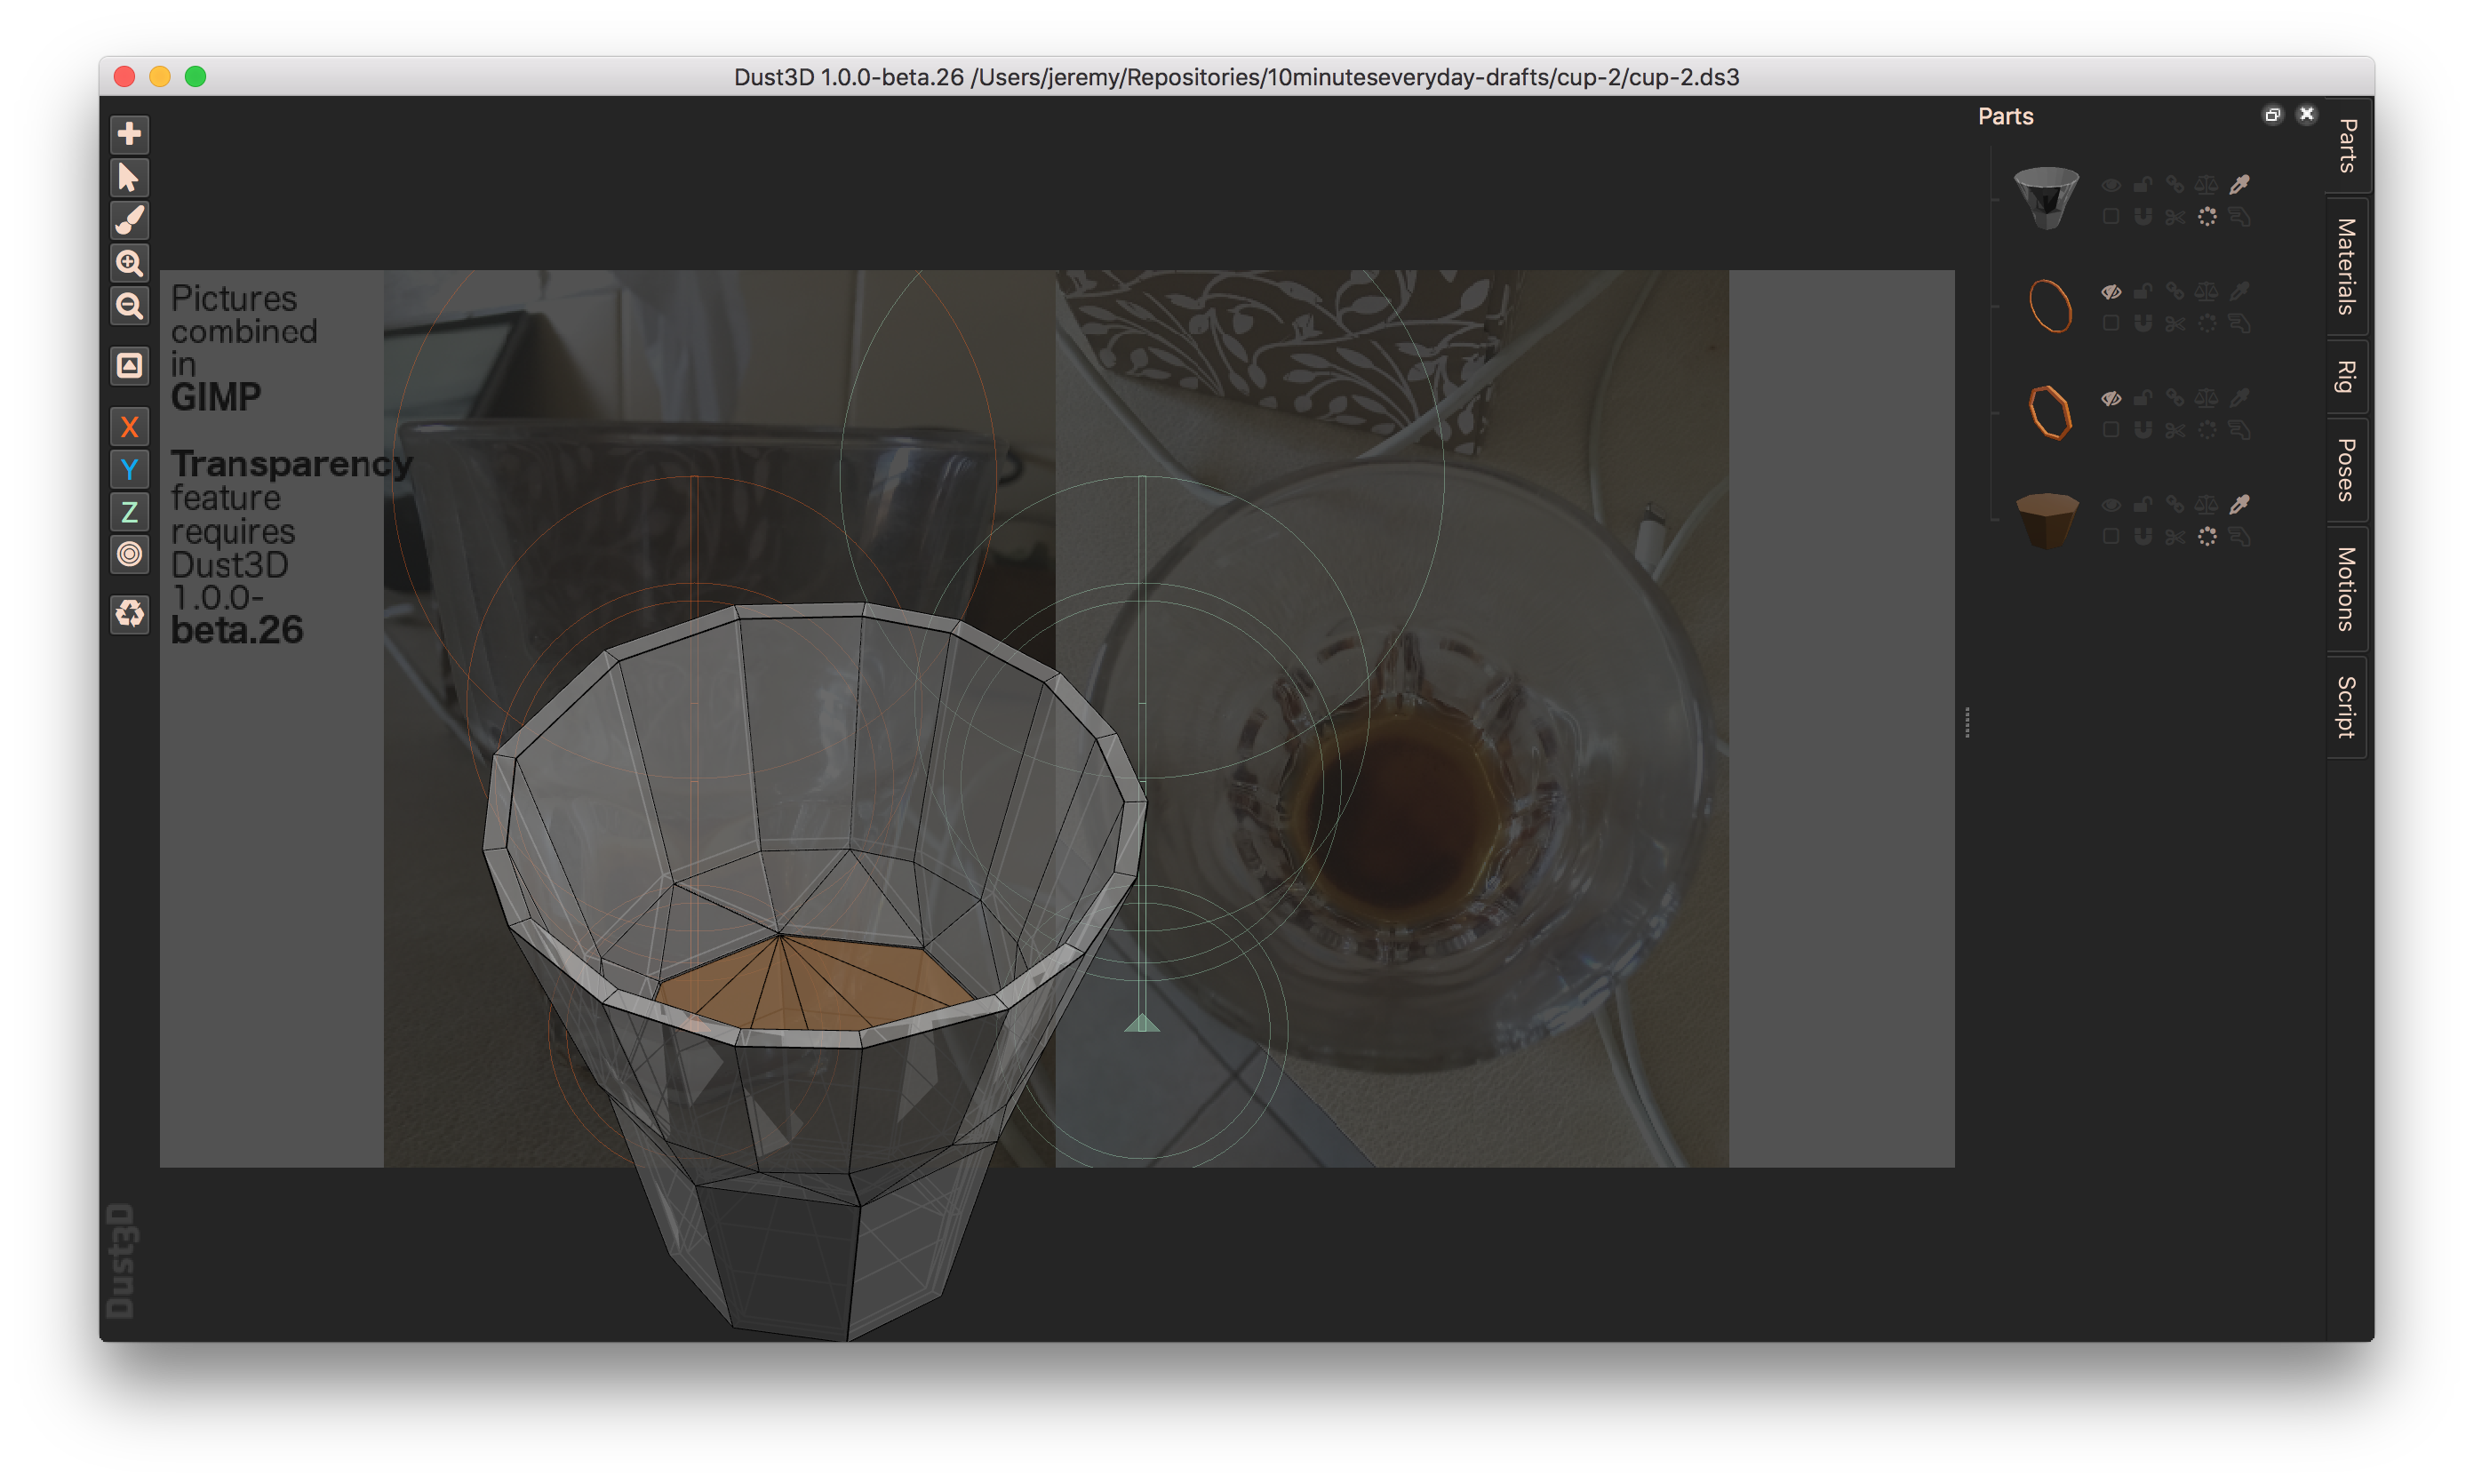 Dust3D 1.0.0-beta.26 /Users/jeremy/Repositories/10minuteseveryday-drafts/cup-2/cup-2.ds3
Parts
Parts
Materials
Rig
Poses
Motions
Script
X
Y
Z
Pictures
combined
in
GIMP
Transparency
feature
requires
Dust3D
1.0.0-
beta.26
Dust3D